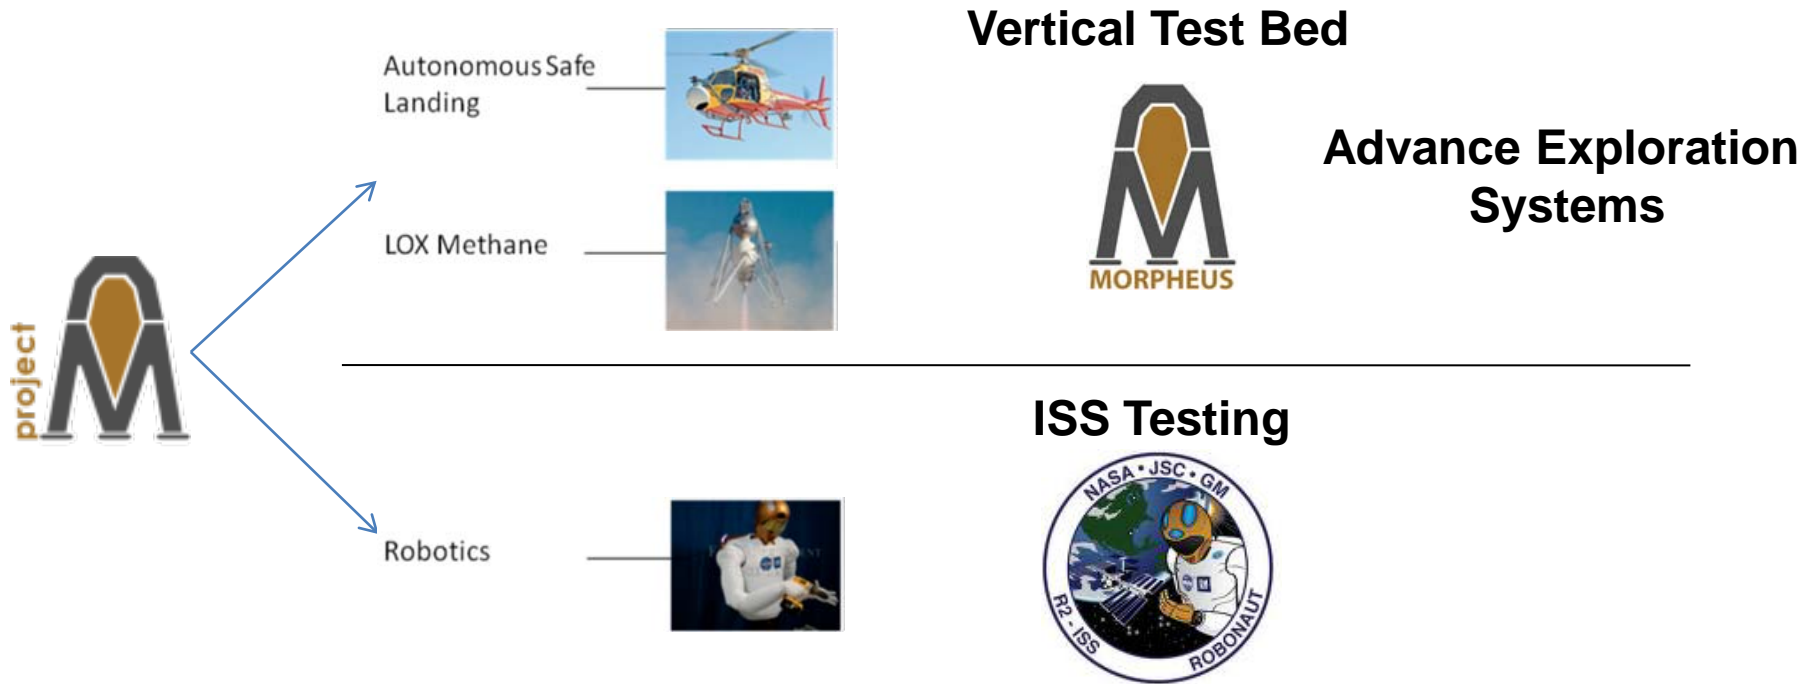 Vertical Test Bed
Autonomous Safe
Landing
Advance Exploration
Systems
LOX Methane
MORPHEUS
project
ISS Testing
NASA • JSC • GM
R2 - ISS
ROBONAUT
Robotics